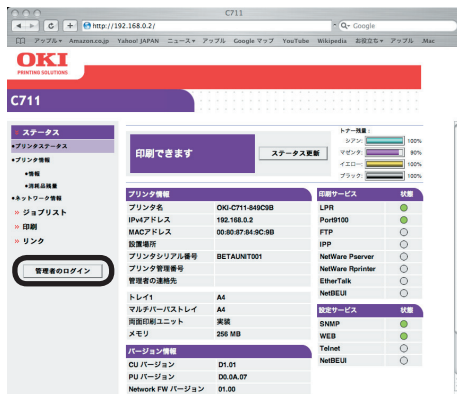 C711
http://192.168.0.2/
Google
アップル Amazon.co.jp Yahoo! JAPAN ニュース アップル Google マップ YouTube Wikipedia お役立ち アップル .Mac
OKI
PRINTING SOLUTIONS
C711
ステータス
プリンタステータス
プリンタ情報
情報
消耗品残量
ネットワーク情報
ジョブリスト
印刷
リンク
管理者のログイン
印刷できます
ステータス更新
トナー残量:
シアン: 100%
マゼンタ: 90%
イエロー: 100%
ブラック: 100%
プリンタ情報
プリンタ名 OKI-C711-849C9B
IPv4アドレス 192.168.0.2
MACアドレス 00:80:87:84:9C:9B
設置場所
プリンタシリアル番号 BETAUNIT001
プリンタ管理番号
管理者の連絡先
トレイ1 A4
マルチパーパストレイ A4
両面印刷ユニット 実装
メモリ 256 MB
バージョン情報
CU バージョン D1.01
PU バージョン D0.0A.07
Network FW バージョン 01.00
印刷サービス 状態
LPR
Port9100
FTP
IPP
NetWare Pserver
NetWare Rprinter
EtherTalk
NetBEUI
設定サービス 状態
SNMP
WEB
Telnet
NetBEUI